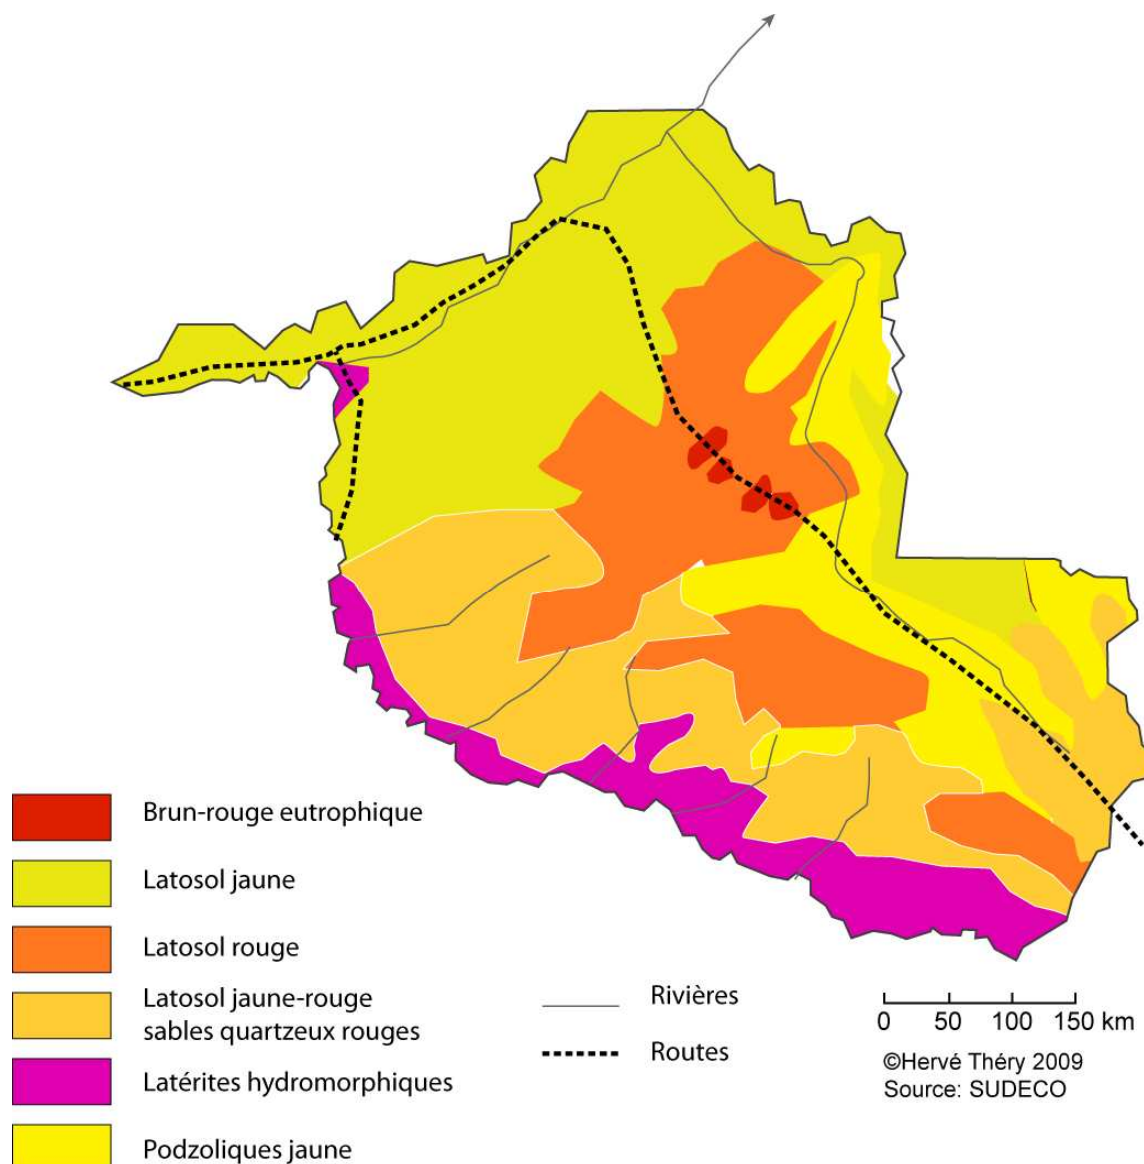 Brun-rouge eutrophique
Latosol jaune
Latosol rouge
Latosol jaune-rouge
sables quartzeux rouges
Latérites hydromorphiques
Podzoliques jaune
Rivières
Routes
0 50 100 150 km
©Hervé Théry 2009
Source: SUDECO